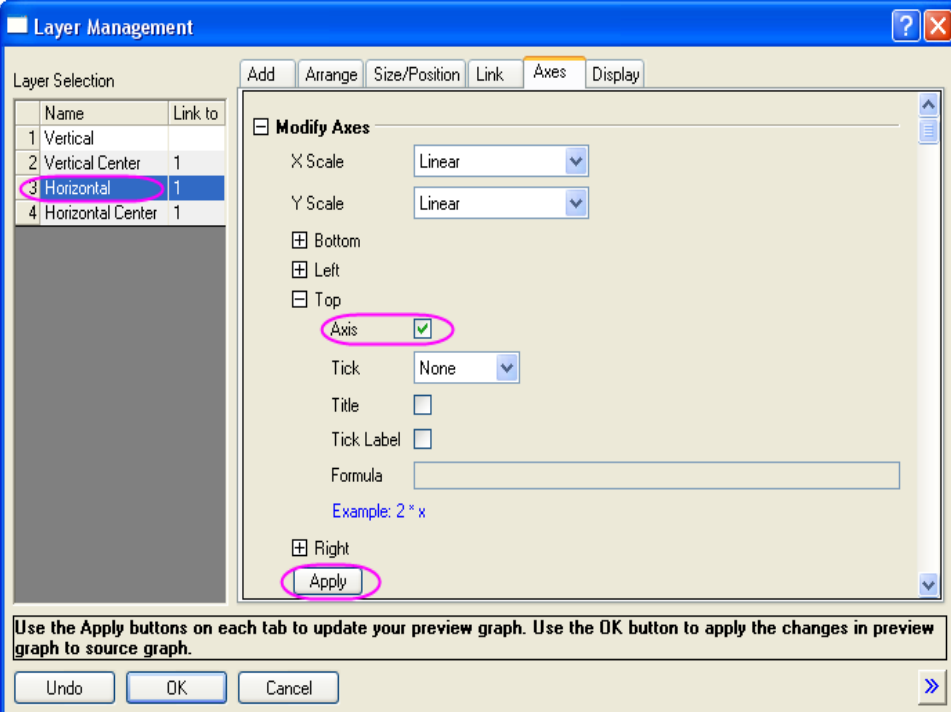 Layer Management
Layer Selection
Name Link to
1 Vertical
2 Vertical Center 1
3 Horizontal 1
4 Horizontal Center 1
Add Arrange Size/Position Link Axes Display
Modify Axes
X Scale Linear
Y Scale Linear
Bottom
Left
Top
Axis
Tick None
Title
Tick Label
Formula
Example: 2 * x
Right
Apply
Use the Apply buttons on each tab to update your preview graph. Use the OK button to apply the changes in preview
graph to source graph.
Undo OK Cancel